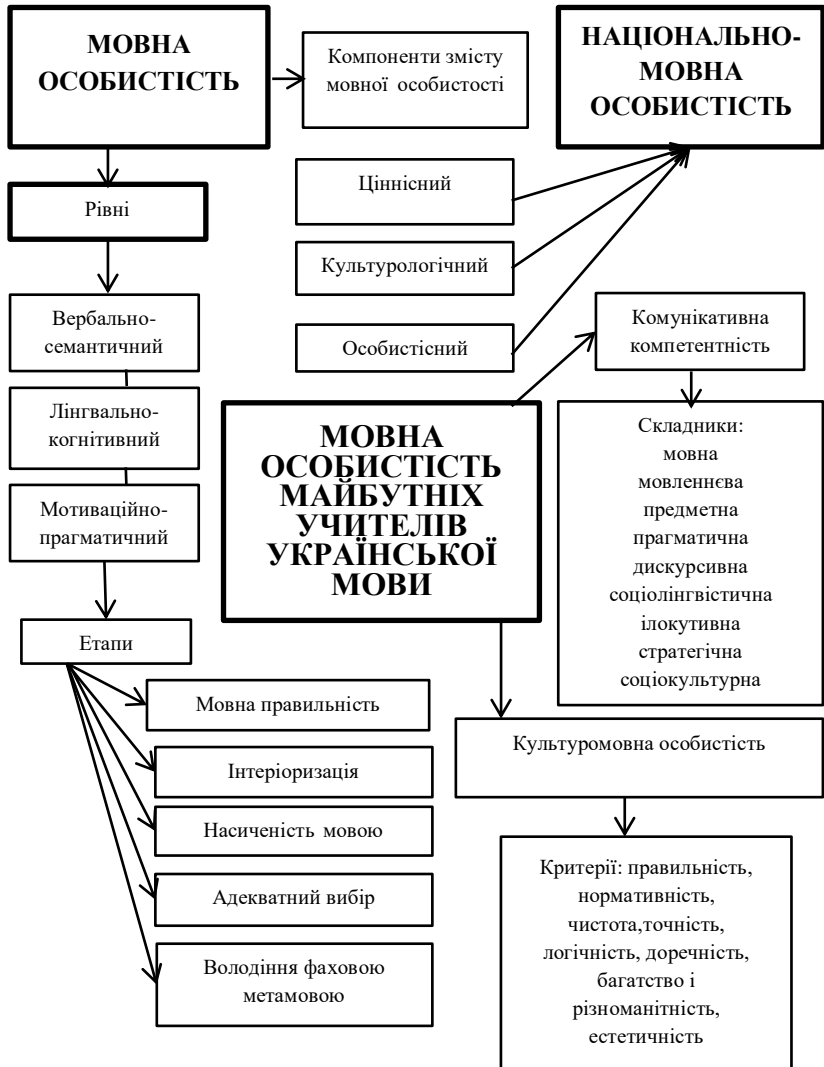 МОВНА
ОСОБИСТІСТЬ
Компоненти змісту
мовної особистості
НАЦІОНАЛЬНО-
МОВНА
ОСОБИСТІСТЬ
Рівні
Ціннісний
Культурологічний
Особистісний
Вербально-
семантичний
Лінгвально-
когнітивний
Мотиваційно-
прагматичний
МОВНА
ОСОБИСТІСТЬ
МАЙБУТНІХ
УЧИТЕЛІВ
УКРАЇНСЬКОЇ
МОВИ
Комунікативна
компетентність
Складники:
мовна
мовленнєва
предметна
прагматична
дискурсивна
соціолінгвістична
ілокутивна
стратегічна
соціокультурна
Етапи
Мовна правильність
Інтеріоризація
Насиченість мовою
Адекватний вибір
Володіння фаховою
метамовою
Культуромовна особистість
Критерії: правильність,
нормативність,
чистота,точність,
логічність, доречність,
багатство і
різноманітність,
естетичність